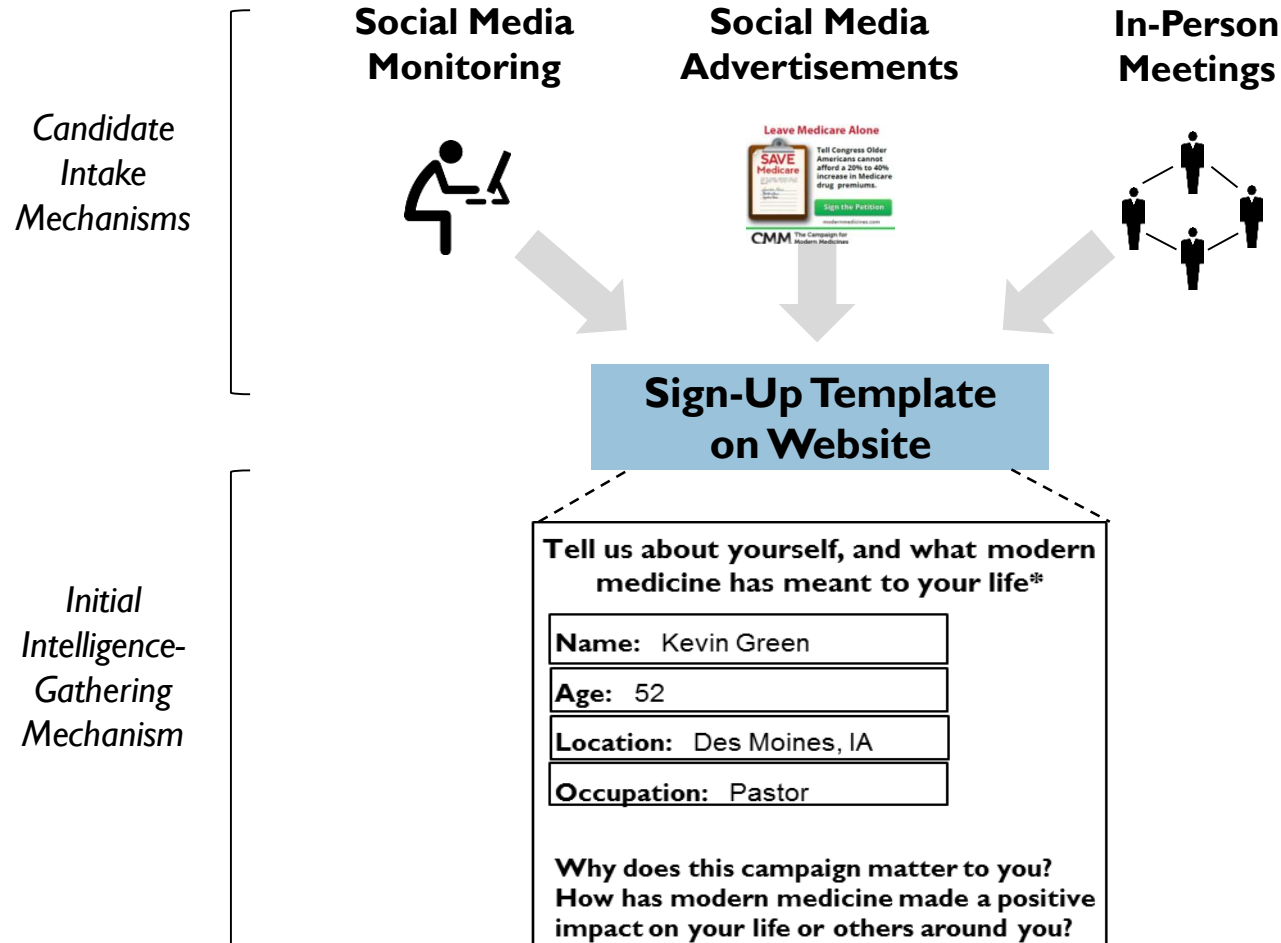 Social Media
Monitoring
Social Media
Advertisements
In-Person
Meetings
Candidate
Intake
Mechanisms
Leave Medicare Alone
SAVE
Medicare
Tell Congress Older
Americans cannot
afford a 20% to 40%
increase in Medicare
drug premiums.
Sign the Petition
modernmedicines.com
CMM The Campaign for
Modern Medicines
Sign-Up Template
on Website
Initial
Intelligence-
Gathering
Mechanism
Tell us about yourself, and what modern
medicine has meant to your life*
Name: Kevin Green
Age: 52
Location: Des Moines, IA
Occupation: Pastor
Why does this campaign matter to you?
How has modern medicine made a positive
impact on your life or others around you?